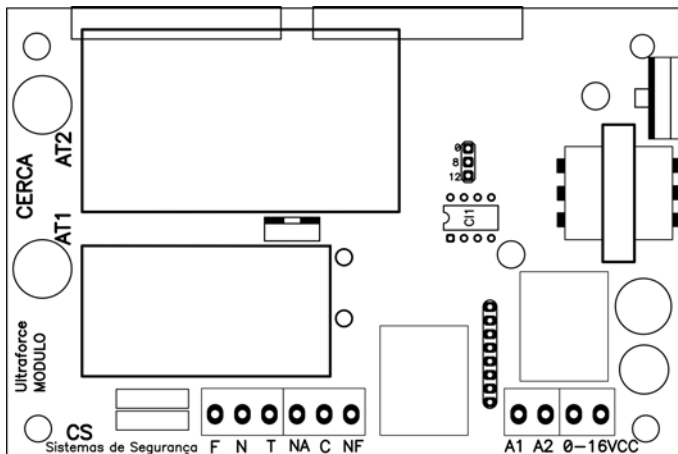 AT2
CERCA
AT1
0
8
12
CI1
Ultraforce
MODULO
CS
Sistemas de Segurança
F N T NA C NF
A1 A2 0-16VCC